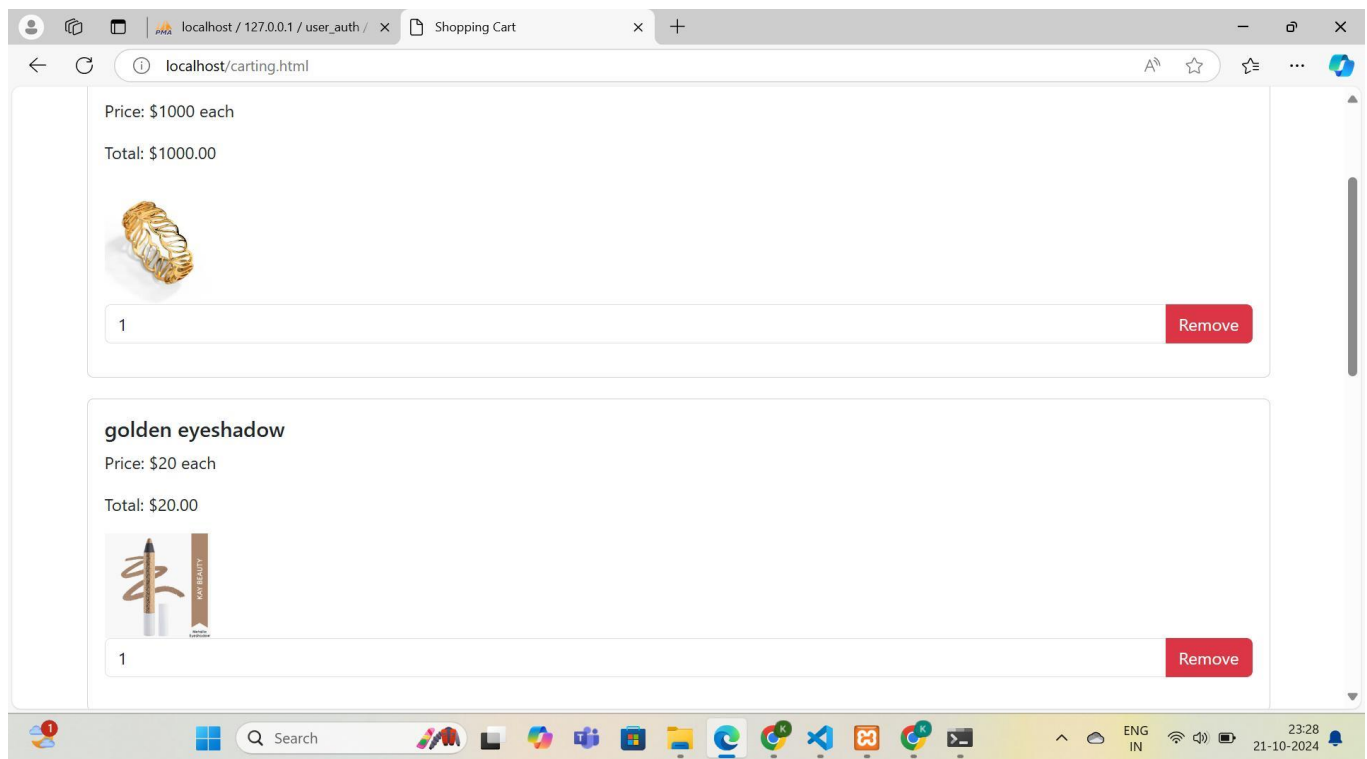 PMA
localhost / 127.0.0.1 / user_auth /
Shopping Cart
localhost/carting.html
Price: $1000 each
Total: $1000.00
1
Remove
golden eyeshadow
Price: $20 each
Total: $20.00
KAY BEAUTY
1
Remove
1
Search
K
K
ENG
IN
23:28
21-10-2024